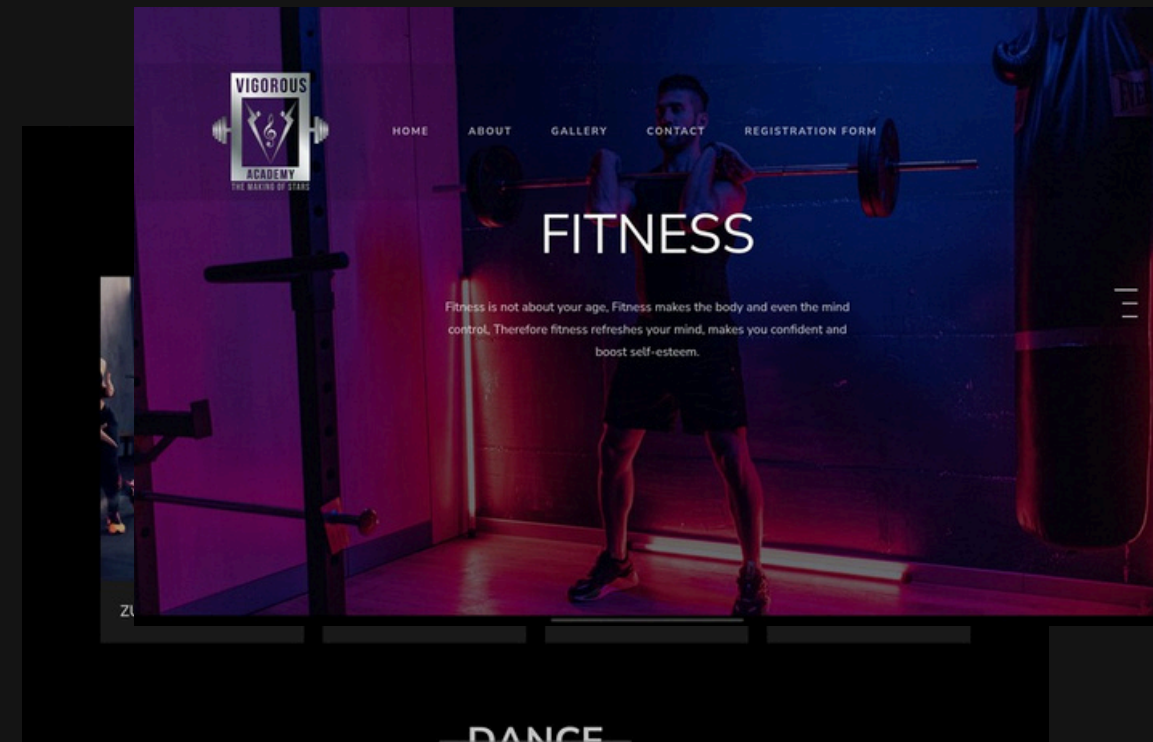 VIGOROUS
ACADEMY
THE MAKING OF STARS
HOME ABOUT GALLERY CONTACT REGISTRATION FORM
FITNESS
Fitness is not about your age, Fitness makes the body and even the mind
control, Therefore fitness refreshes your mind, makes you confident and
boost self-esteem.
DANCE